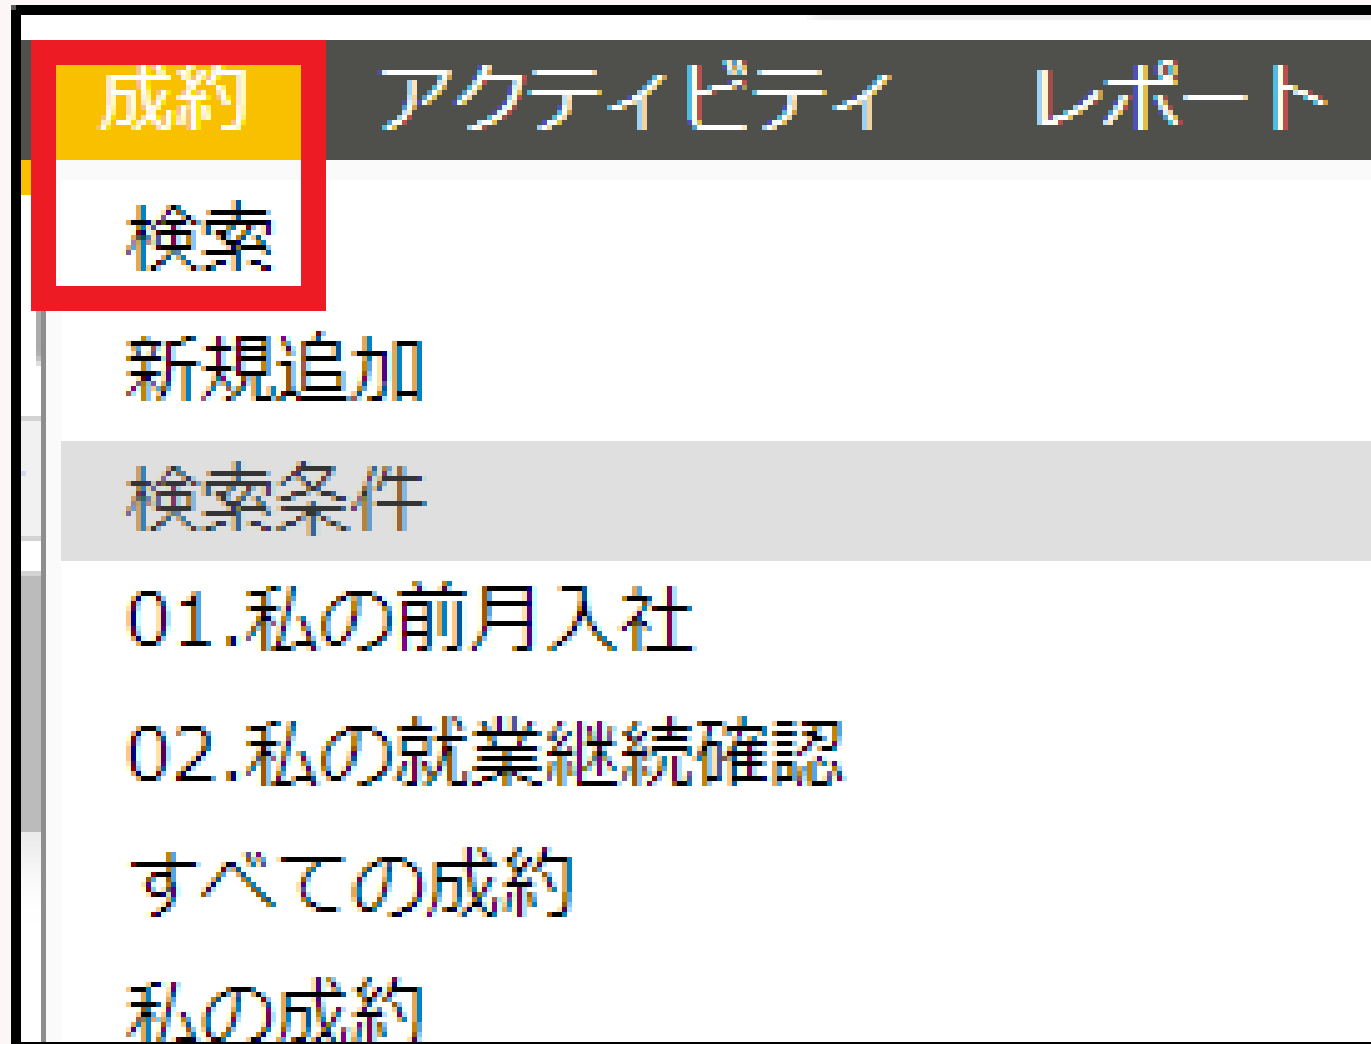 成約 アクティビティ レポート
検索
新規追加
検索条件
01.私の前月入社
02.私の就業継続確認
すべての成約
私の成約